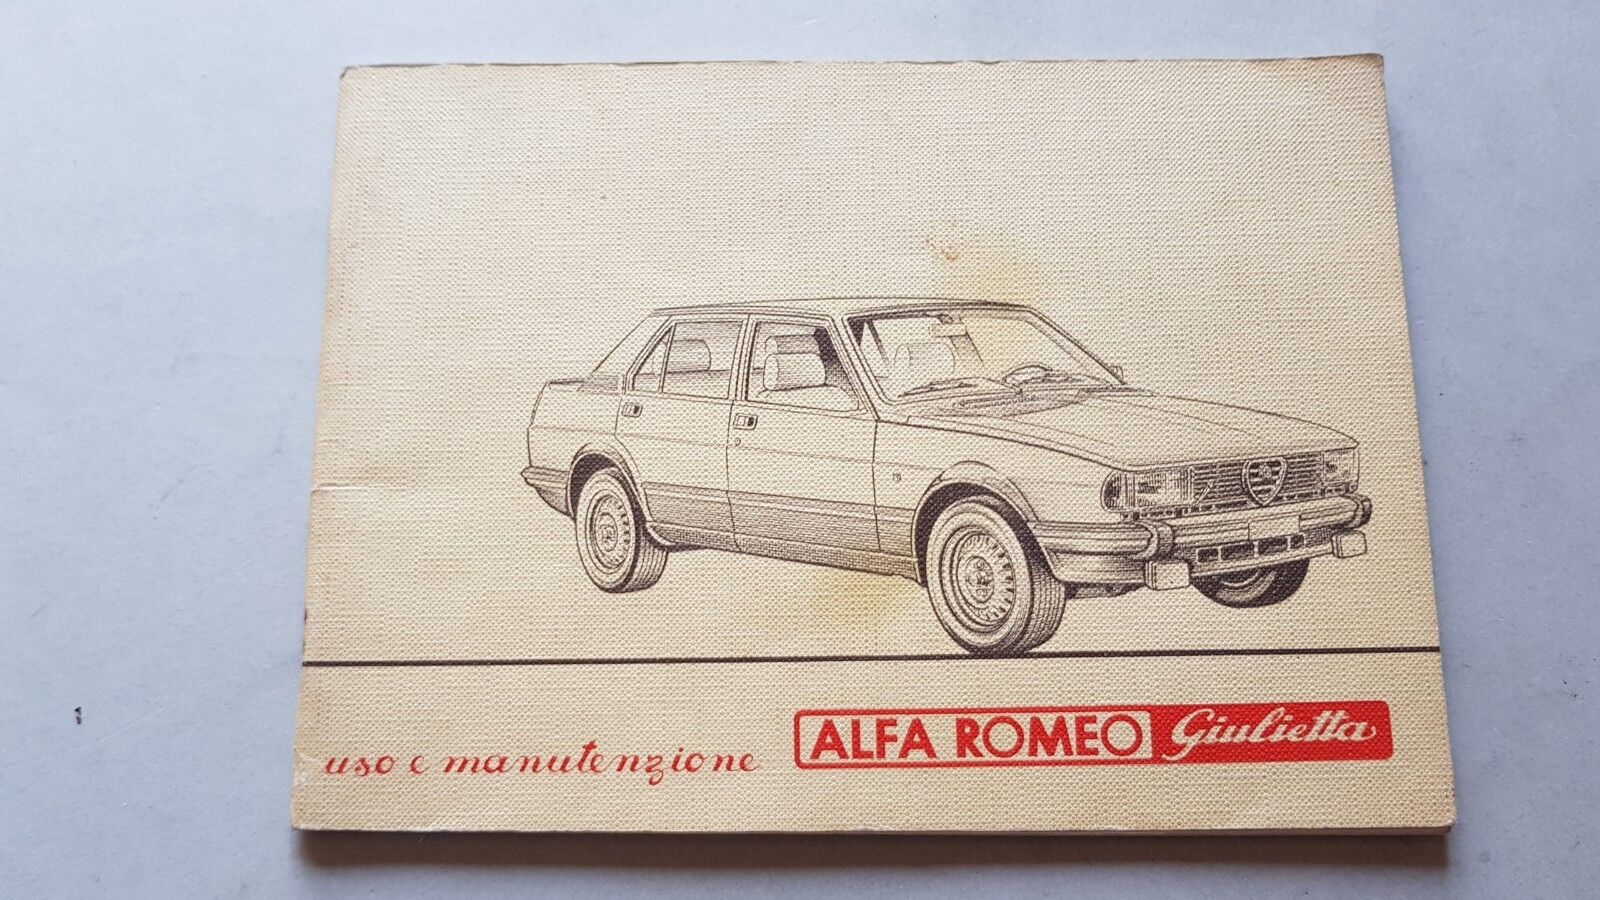 uso e manutenzione
ALFA ROMEO Giulietta